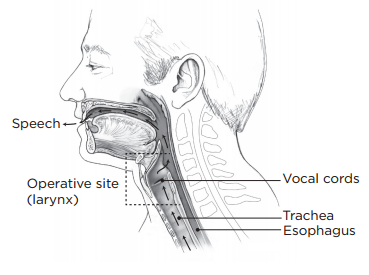 Speech
Operative site
(larynx)
Vocal cords
Trachea
Esophagus